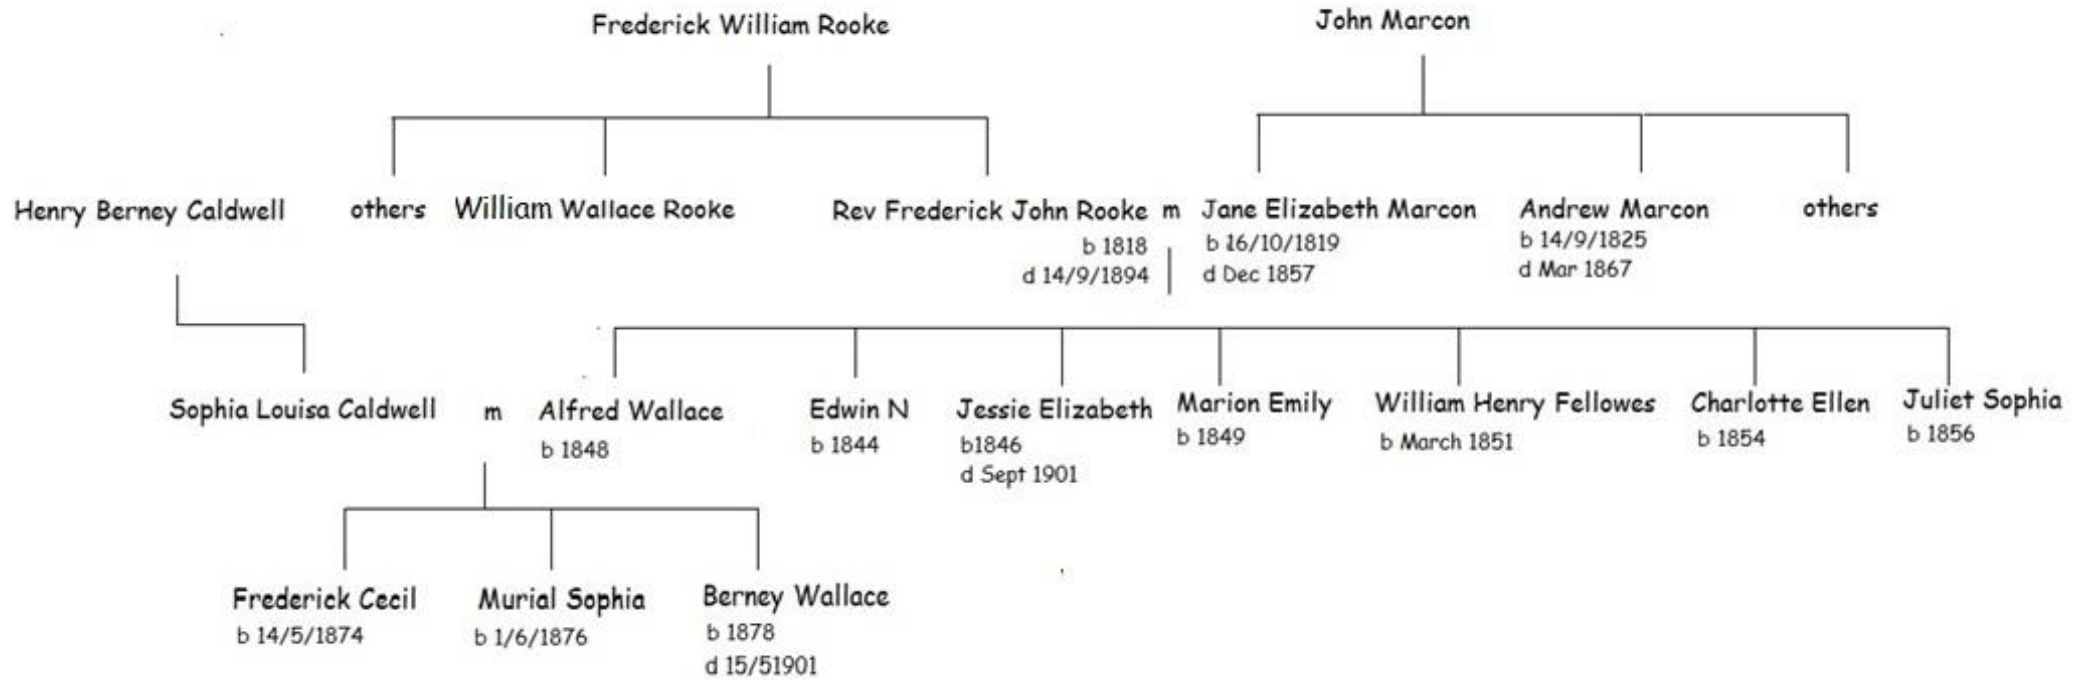 Frederick William Rooke
John Marcon
Henry Berney Caldwell
others
William Wallace Rooke
Rev Frederick John Rooke m Jane Elizabeth Marcon
b 1818
d 14/9/1894
b 16/10/1819
d Dec 1857
Andrew Marcon
b 14/9/1825
d Mar 1867
others
Sophia Louisa Caldwell m Alfred Wallace
b 1848
Edwin N
b 1844
Jessie Elizabeth
b1846
d Sept 1901
Marion Emily
b 1849
William Henry Fellowes
b March 1851
Charlotte Ellen
b 1854
Juliet Sophia
b 1856
Frederick Cecil
b 14/5/1874
Murial Sophia
b 1/6/1876
Berney Wallace
b 1878
d 15/51901